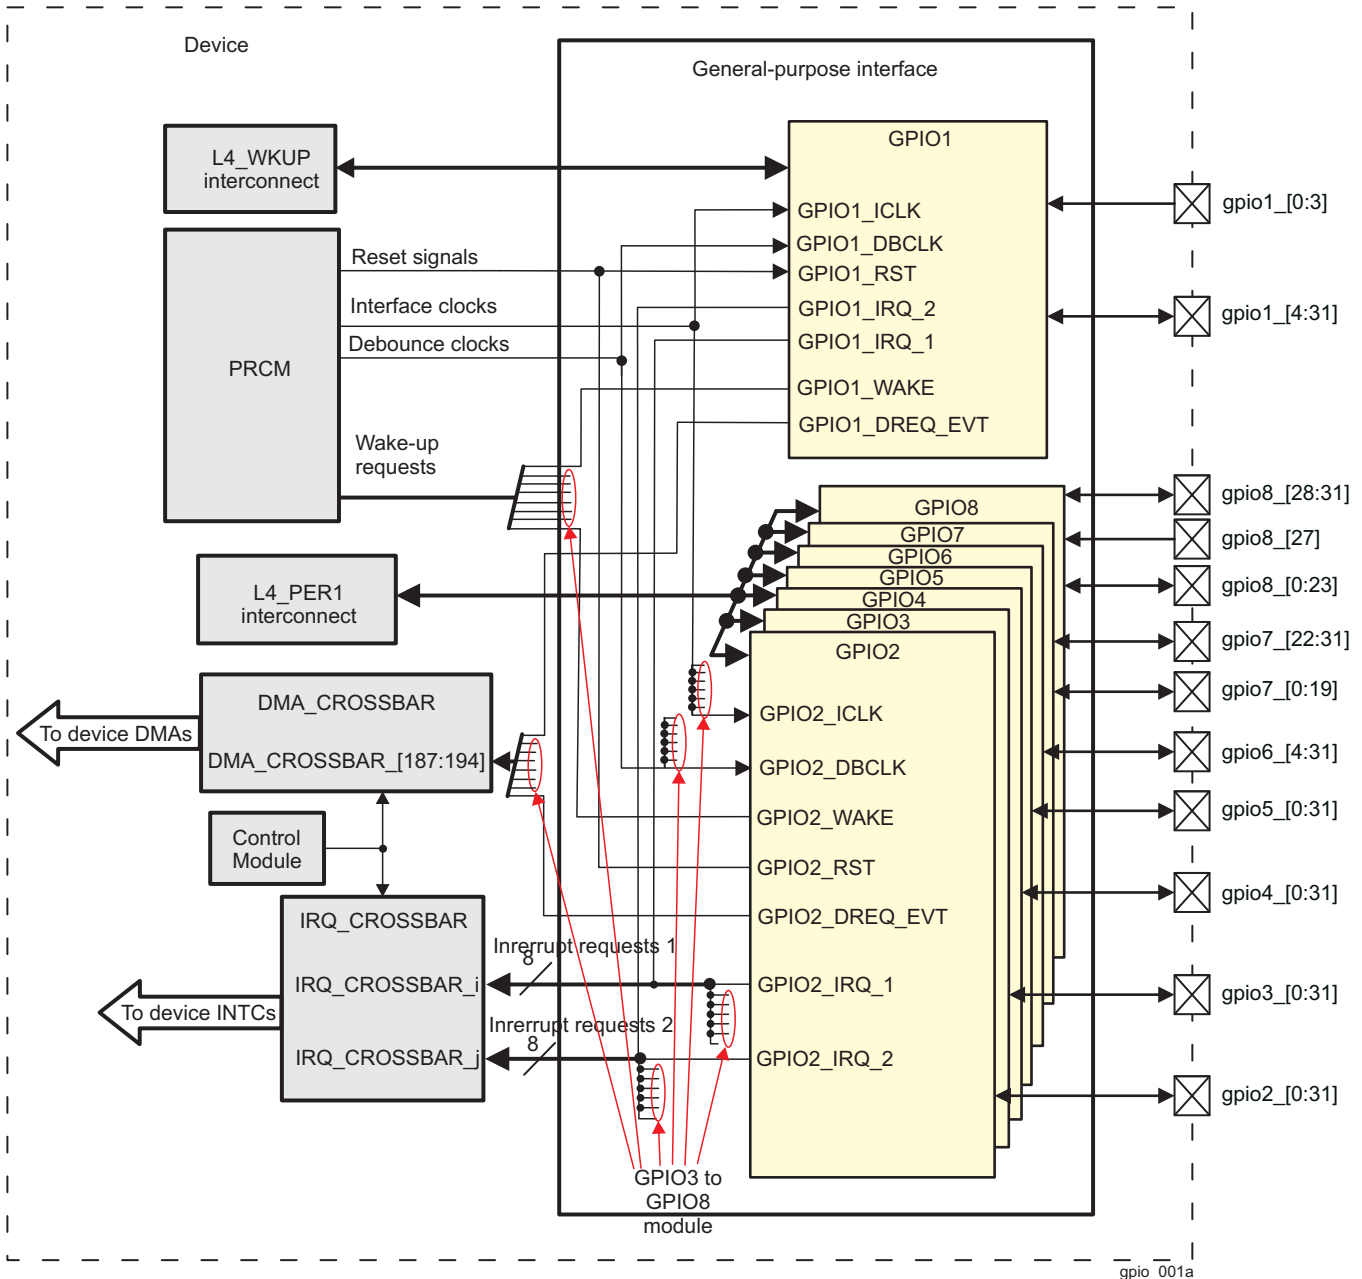 Device
General-purpose interface
L4_WKUP
interconnect
GPIO1
GPIO1_ICLK
GPIO1_DBCLK
GPIO1_RST
GPIO1_IRQ_2
GPIO1_IRQ_1
GPIO1_WAKE
GPIO1_DREQ_EVT
gpio1_[0:3]
gpio1_[4:31]
PRCM
Reset signals
Interface clocks
Debounce clocks
Wake-up
requests
GPIO8
GPIO7
GPIO6
GPIO5
GPIO4
GPIO3
GPIO2
gpio8_[28:31]
gpio8_[27]
gpio8_[0:23]
gpio7_[22:31]
gpio7_[0:19]
gpio6_[4:31]
gpio5_[0:31]
gpio4_[0:31]
gpio3_[0:31]
gpio2_[0:31]
L4_PER1
interconnect
DMA_CROSSBAR
DMA_CROSSBAR_[187:194]
To device DMAs
Control
Module
IRQ_CROSSBAR
IRQ_CROSSBAR_i
IRQ_CROSSBAR_j
To device INTCs
Inrerrupt requests 1
8
Inrerrupt requests 2
8
GPIO2_ICLK
GPIO2_DBCLK
GPIO2_WAKE
GPIO2_RST
GPIO2_DREQ_EVT
GPIO2_IRQ_1
GPIO2_IRQ_2
GPIO3 to
GPIO8
module
gpio_001a